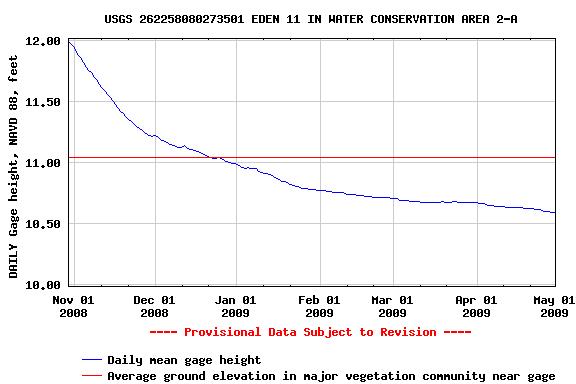 USGS 262258080273501 EDEN 11 IN WATER CONSERVATION AREA 2-A
DAILY Gage height, NAVD 88, feet
12.00
11.50
11.00
10.50
10.00
Nov 01 2008
Dec 01 2008
Jan 01 2009
Feb 01 2009
Mar 01 2009
Apr 01 2009
May 01 2009
---- Provisional Data Subject to Revision ----
Daily mean gage height
Average ground elevation in major vegetation community near gage